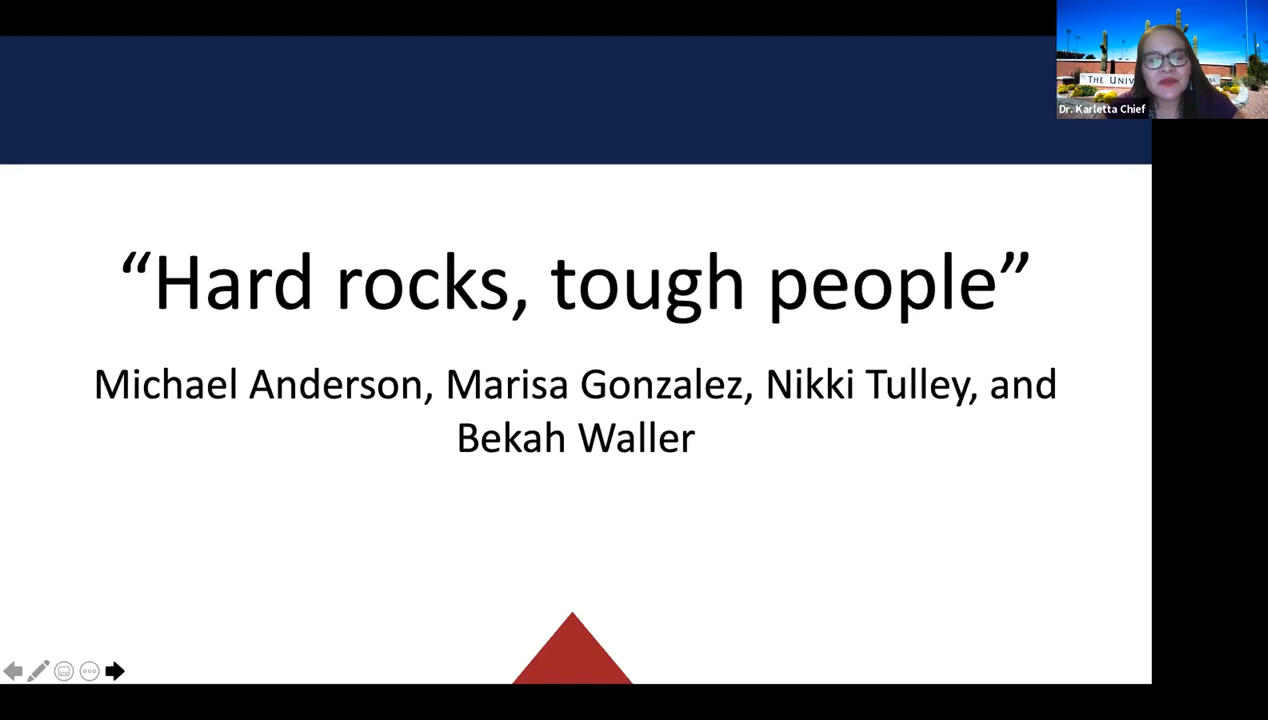 THE UNIV
Dr. Karletta Chief
“Hard rocks, tough people”
Michael Anderson, Marisa Gonzalez, Nikki Tulley, and
Bekah Waller